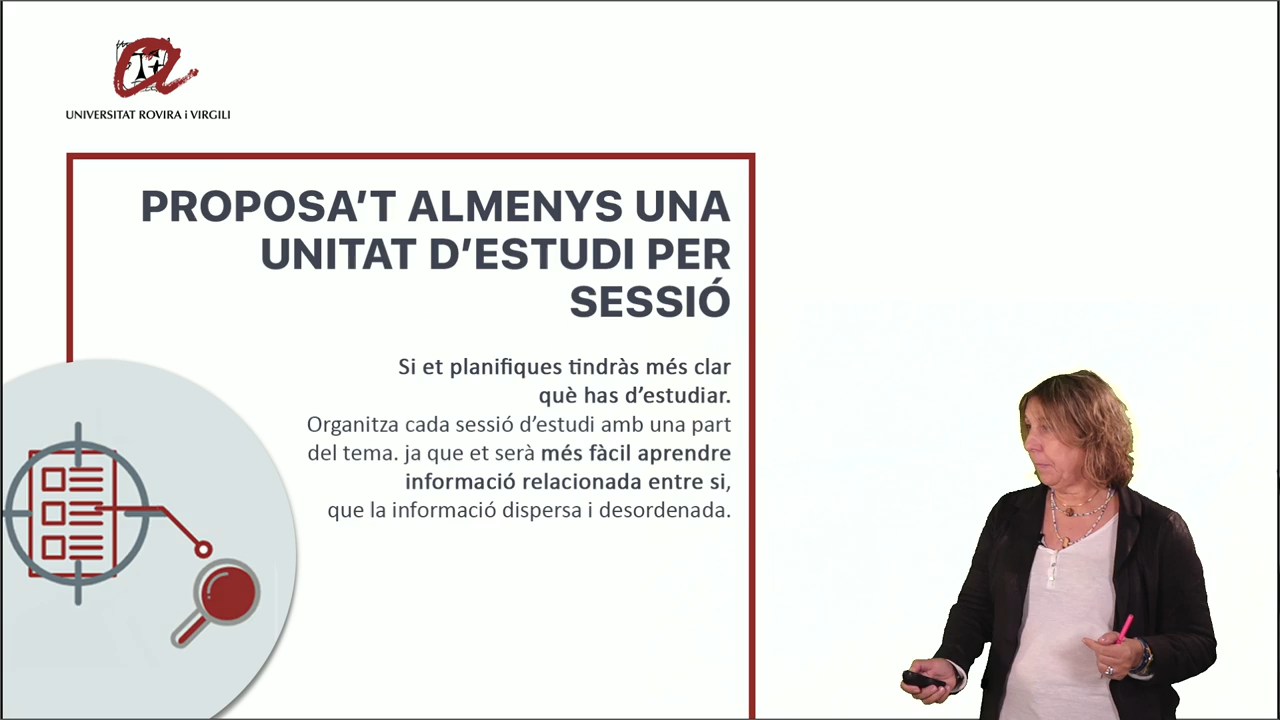 UNIVERSITAT ROVIRA i VIRGILI
PROPOSA’T ALMENYS UNA
UNITAT D’ESTUDI PER
SESSIÓ
Si et planifiques tindràs més clar
què has d’estudiar.
Organitza cada sessió d’estudi amb una part
del tema. ja que et serà més fàcil aprendre
informació relacionada entre si,
que la informació dispersa i desordenada.